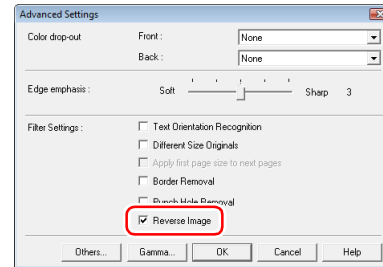 Advanced Settings
Color drop-out Front : None
Back : None
Edge emphasis : Soft Sharp 3
Filter Settings : Text Orientation Recognition
Different Size Originals
Apply first page size to next pages
Border Removal
Punch Hole Removal
Reverse Image
Others... Gamma... OK Cancel Help